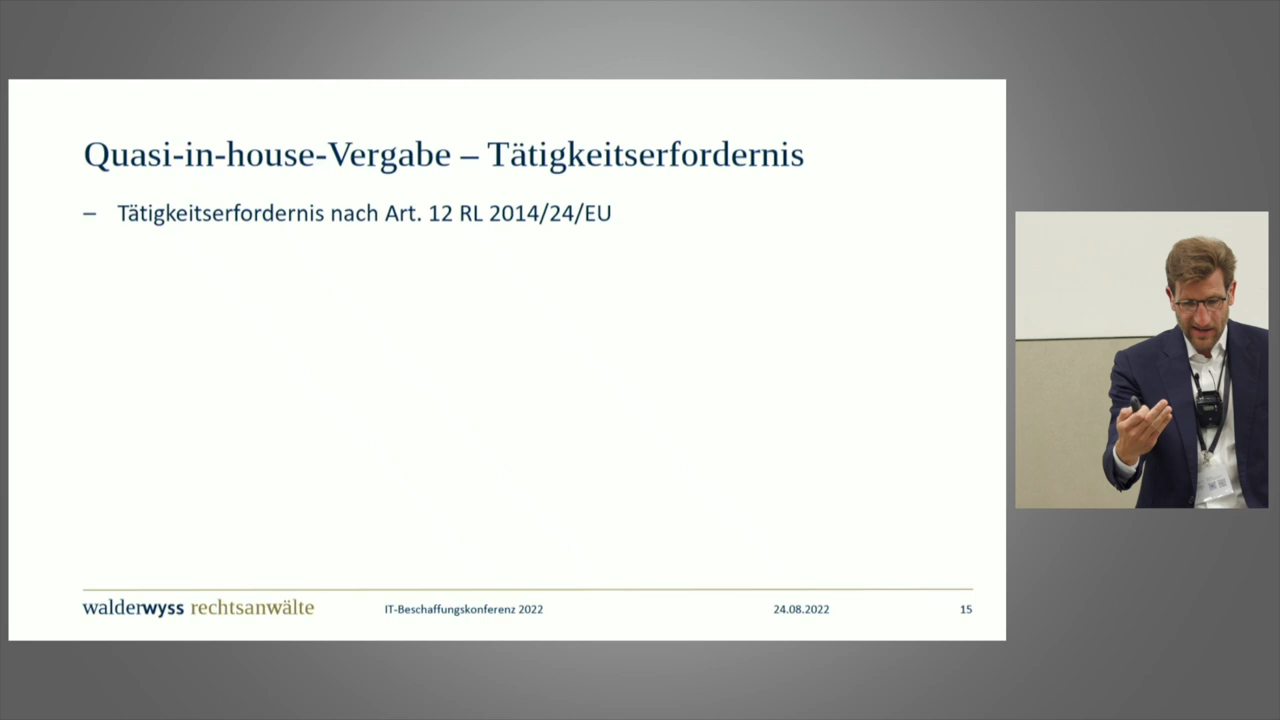 Quasi-in-house-Vergabe – Tätigkeitserfordernis
– Tätigkeitserfordernis nach Art. 12 RL 2014/24/EU
walderwyss rechtsanwälte IT-Beschaffungskonferenz 2022 24.08.2022 15